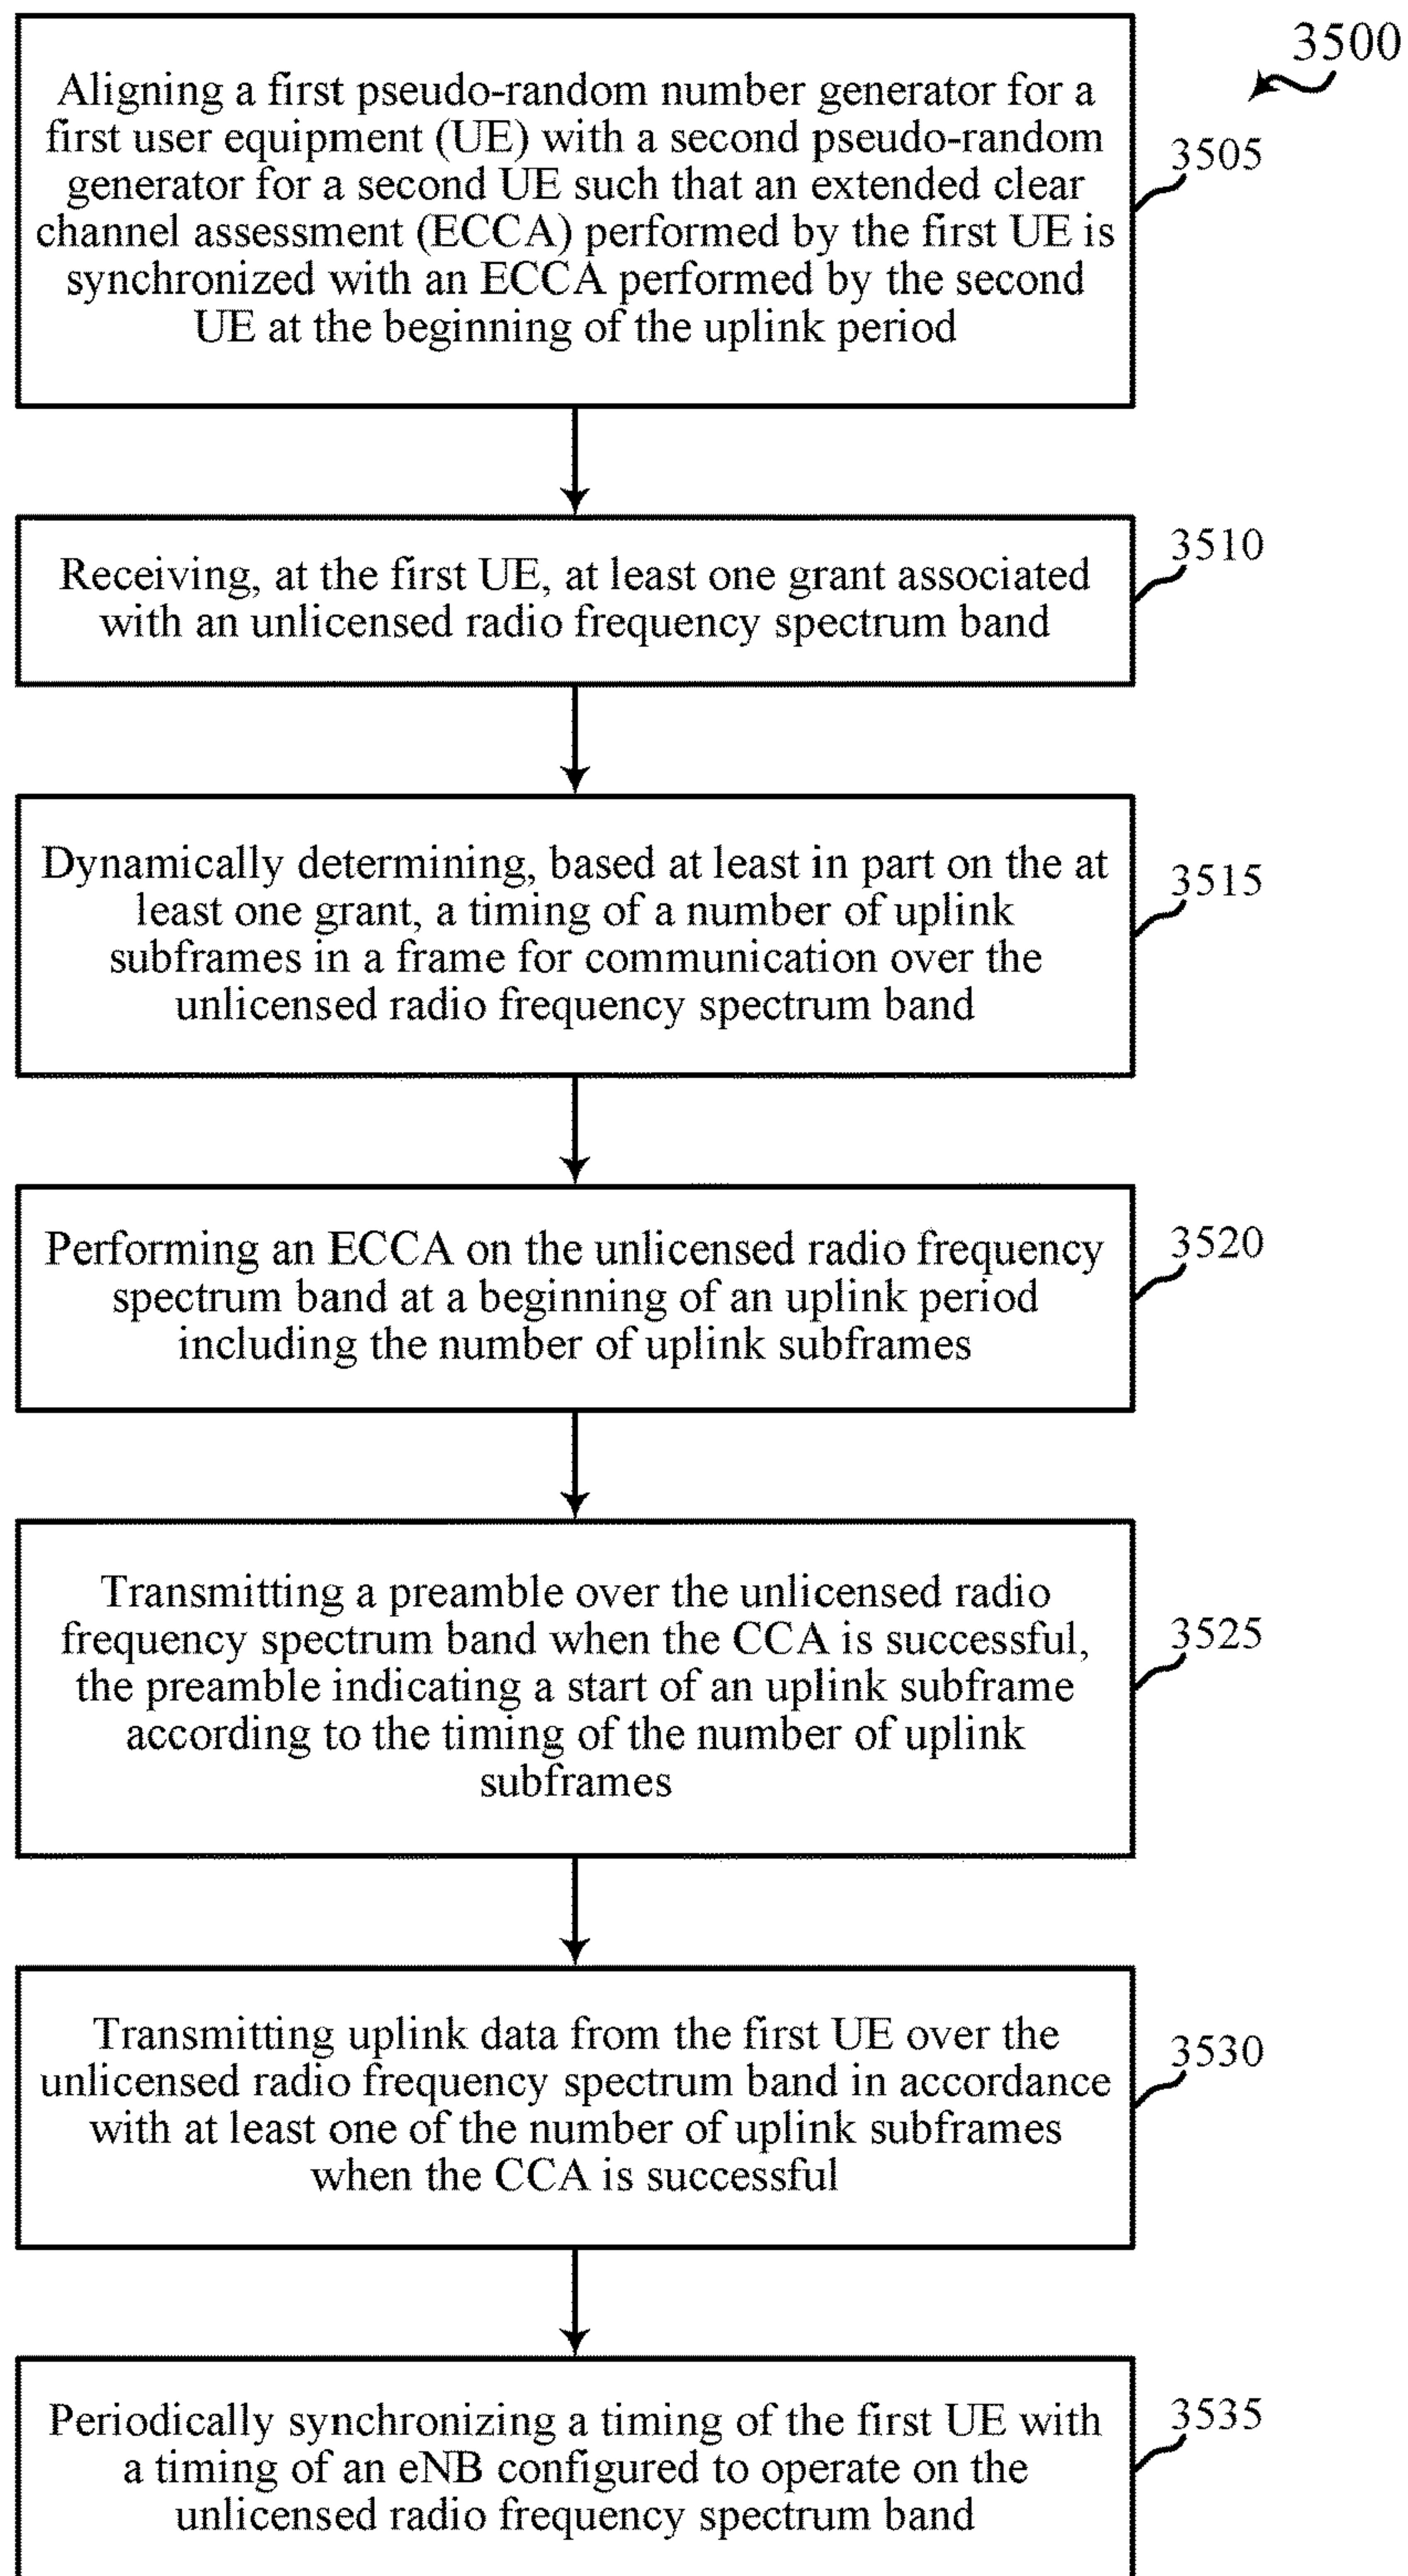 3500
Aligning a first pseudo-random number generator for a
first user equipment (UE) with a second pseudo-random
generator for a second UE such that an extended clear
channel assessment (ECCA) performed by the first UE is
synchronized with an ECCA performed by the second
UE at the beginning of the uplink period
3505
Receiving, at the first UE, at least one grant associated
with an unlicensed radio frequency spectrum band
3510
Dynamically determining, based at least in part on the at
least one grant, a timing of a number of uplink
subframes in a frame for communication over the
unlicensed radio frequency spectrum band
3515
Performing an ECCA on the unlicensed radio frequency
spectrum band at a beginning of an uplink period
including the number of uplink subframes
3520
Transmitting a preamble over the unlicensed radio
frequency spectrum band when the CCA is successful,
the preamble indicating a start of an uplink subframe
according to the timing of the number of uplink
subframes
3525
Transmitting uplink data from the first UE over the
unlicensed radio frequency spectrum band in accordance
with at least one of the number of uplink subframes
when the CCA is successful
3530
Periodically synchronizing a timing of the first UE with
a timing of an eNB configured to operate on the
unlicensed radio frequency spectrum band
3535